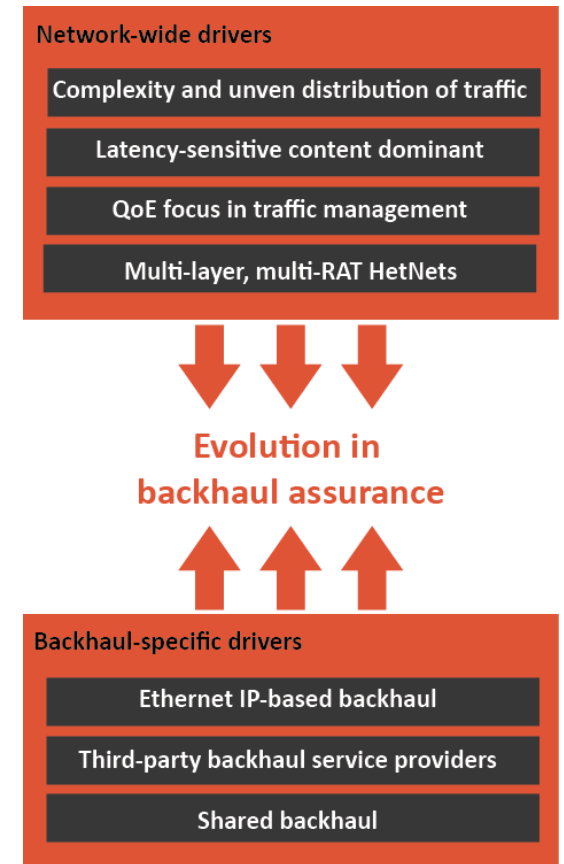 Network-wide drivers
Complexity and unven distribution of traffic
Latency-sensitive content dominant
QoE focus in traffic management
Multi-layer, multi-RAT HetNets
Evolution in
backhaul assurance
Backhaul-specific drivers
Ethernet IP-based backhaul
Third-party backhaul service providers
Shared backhaul